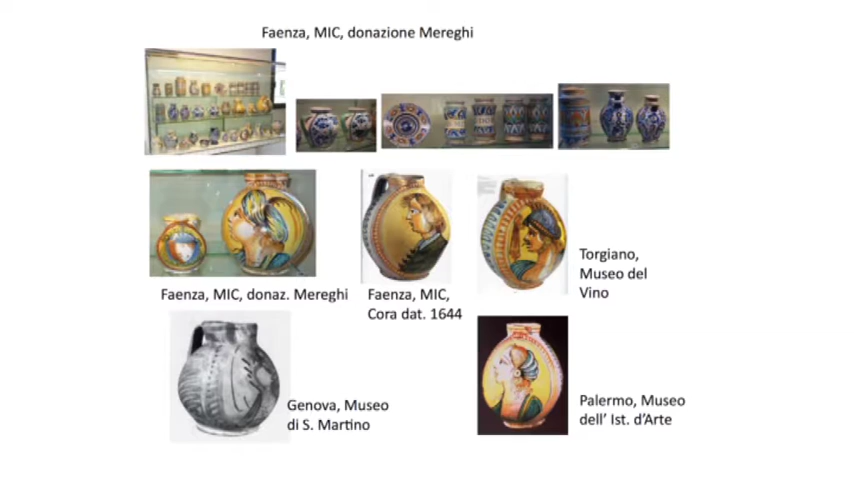 Faenza, MIC, donazione Mereghi
Faenza, MIC, donaz. Mereghi
Faenza, MIC,
Cora dat. 1644
Torgiano,
Museo del
Vino
Genova, Museo
di S. Martino
Palermo, Museo
dell’ Ist. d’Arte